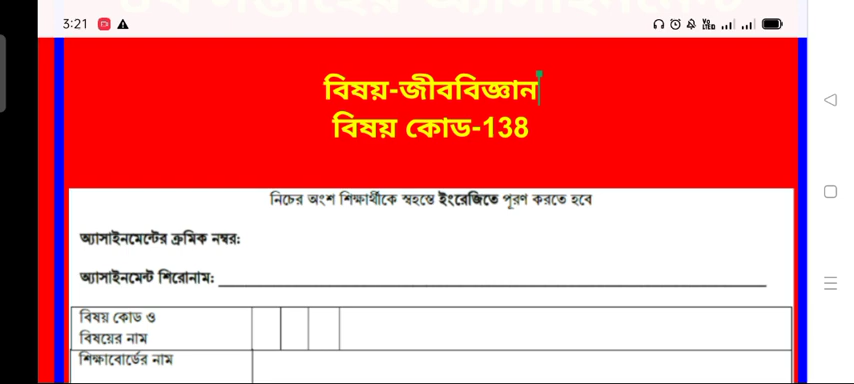 3:21
বিষয়-জীববিজ্ঞান
বিষয় কোড-138
নিচের অংশ শিক্ষার্থীকে স্বহস্তে ইংরেজিতে পূরণ করতে হবে
অ্যাসাইনমেন্টের ক্রমিক নম্বর:
অ্যাসাইনমেন্ট শিরোনাম:
বিষয় কোড ও
বিষয়ের নাম
শিক্ষাবোর্ডের নাম